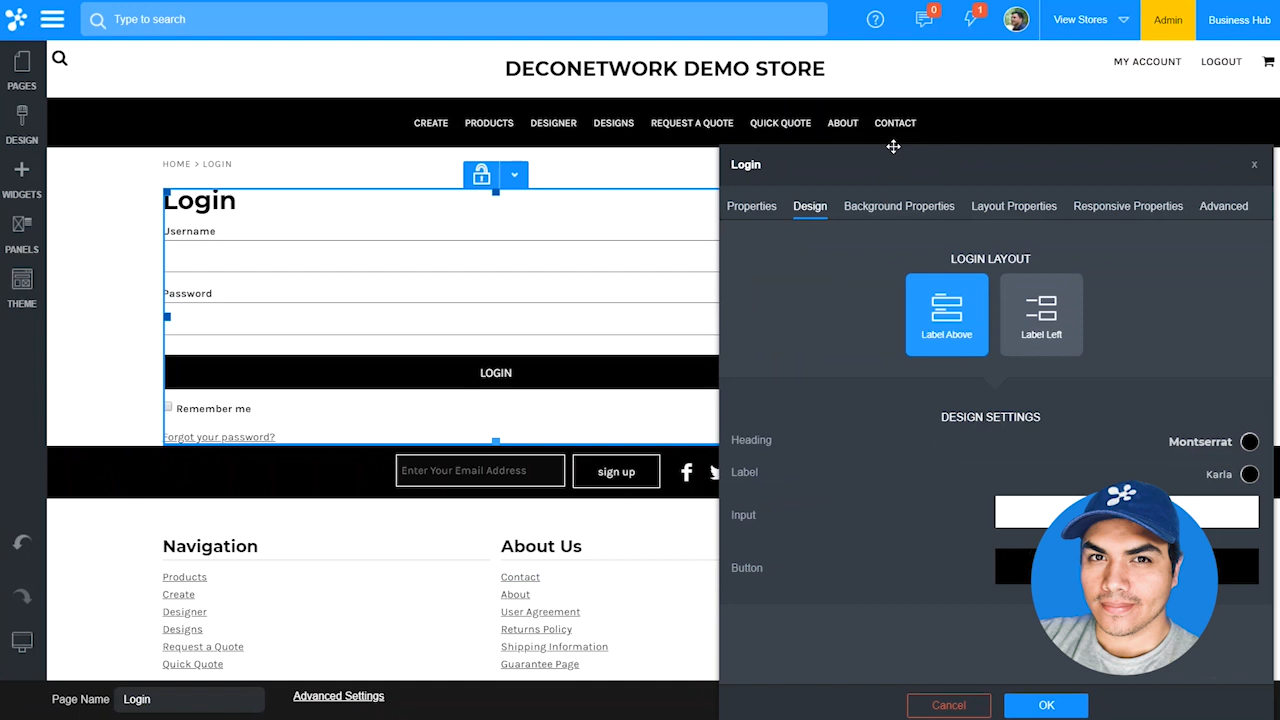 Type to search
0
1
View Stores
Admin
Business Hub
PAGES
DESIGN
WIDGETS
PANELS
THEME
DECONETWORK DEMO STORE
MY ACCOUNT
LOGOUT
CREATE
PRODUCTS
DESIGNER
DESIGNS
REQUEST A QUOTE
QUICK QUOTE
ABOUT
CONTACT
HOME > LOGIN
Login
Username
Password
LOGIN
Remember me
Forgot your password?
Enter Your Email Address
sign up
Navigation
Products
Create
Designer
Designs
Request a Quote
Quick Quote
About Us
Contact
About
User Agreement
Returns Policy
Shipping Information
Guarantee Page
Login
x
Properties
Design
Background Properties
Layout Properties
Responsive Properties
Advanced
LOGIN LAYOUT
Label Above
Label Left
DESIGN SETTINGS
Heading
Montserrat
Label
Karla
Input
Button
Cancel
OK
Page Name
Login
Advanced Settings